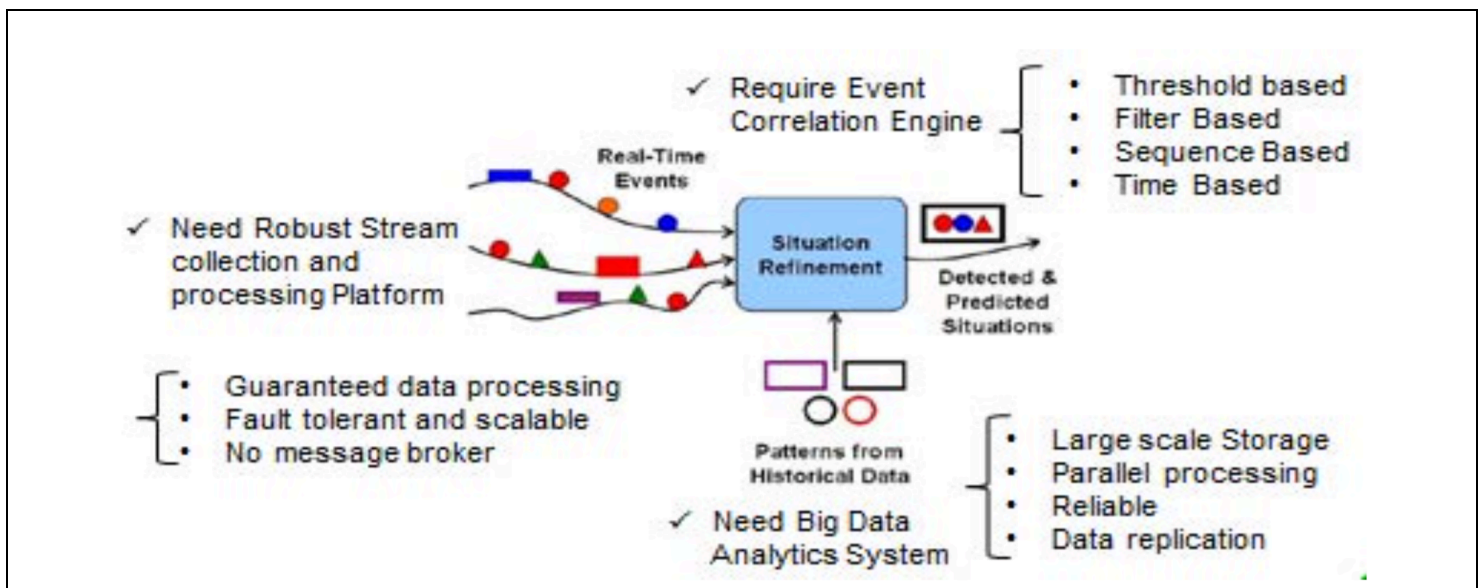 ✓ Require Event
Correlation Engine
• Threshold based
• Filter Based
• Sequence Based
• Time Based
Real-Time
Events
✓ Need Robust Stream
collection and
processing Platform
Situation
Refinement
Detected &
Predicted
Situations
• Guaranteed data processing
• Fault tolerant and scalable
• No message broker
Patterns from
Historical Data
✓ Need Big Data
Analytics System
• Large scale Storage
• Parallel processing
• Reliable
• Data replication